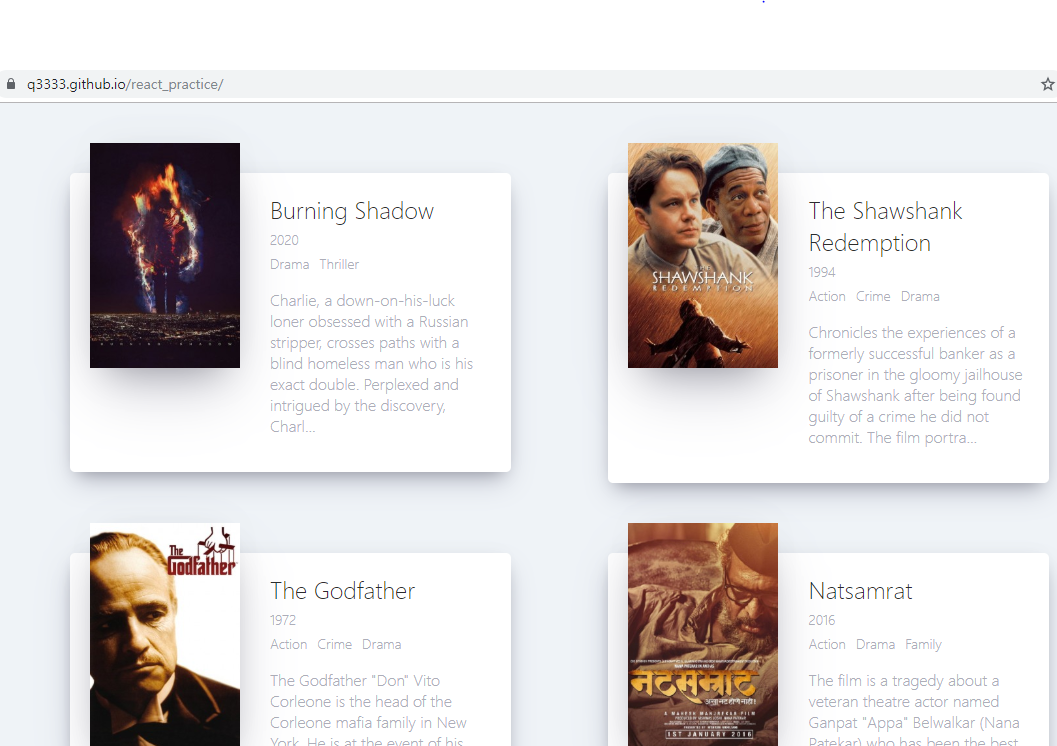 q3333.github.io/react_practice/
Burning Shadow
2020
Drama Thriller
Charlie, a down-on-his-luck
loner obsessed with a Russian
stripper, crosses paths with a
blind homeless man who is his
exact double. Perplexed and
intrigued by the discovery,
Charl...
THE
SHAWSHANK
REDEMPTION
The Shawshank
Redemption
1994
Action Crime Drama
Chronicles the experiences of a
formerly successful banker as a
prisoner in the gloomy jailhouse
of Shawshank after being found
guilty of a crime he did not
commit. The film portra...
The
Godfather
The Godfather
1972
Action Crime Drama
The Godfather "Don" Vito
Corleone is the head of the
Corleone mafia family in New
York. He is at the event of his
नटसम्राट
असा नट होणे नाही!
1ST JANUARY 2016
Natsamrat
2016
Action Drama Family
The film is a tragedy about a
veteran theatre actor named
Ganpat "Appa" Belwalkar (Nana
Patekar) who has been the best